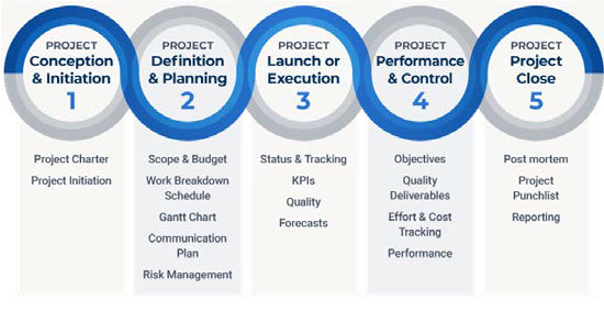 PROJECT
Conception
& Initiation
1
Project Charter
Project Initiation
PROJECT
Definition
& Planning
2
Scope & Budget
Work Breakdown
Schedule
Gantt Chart
Communication
Plan
Risk Management
PROJECT
Launch or
Execution
3
Status & Tracking
KPIs
Quality
Forecasts
PROJECT
Performance
& Control
4
Objectives
Quality
Deliverables
Effort & Cost
Tracking
Performance
PROJECT
Project
Close
5
Post mortem
Project
Punchlist
Reporting